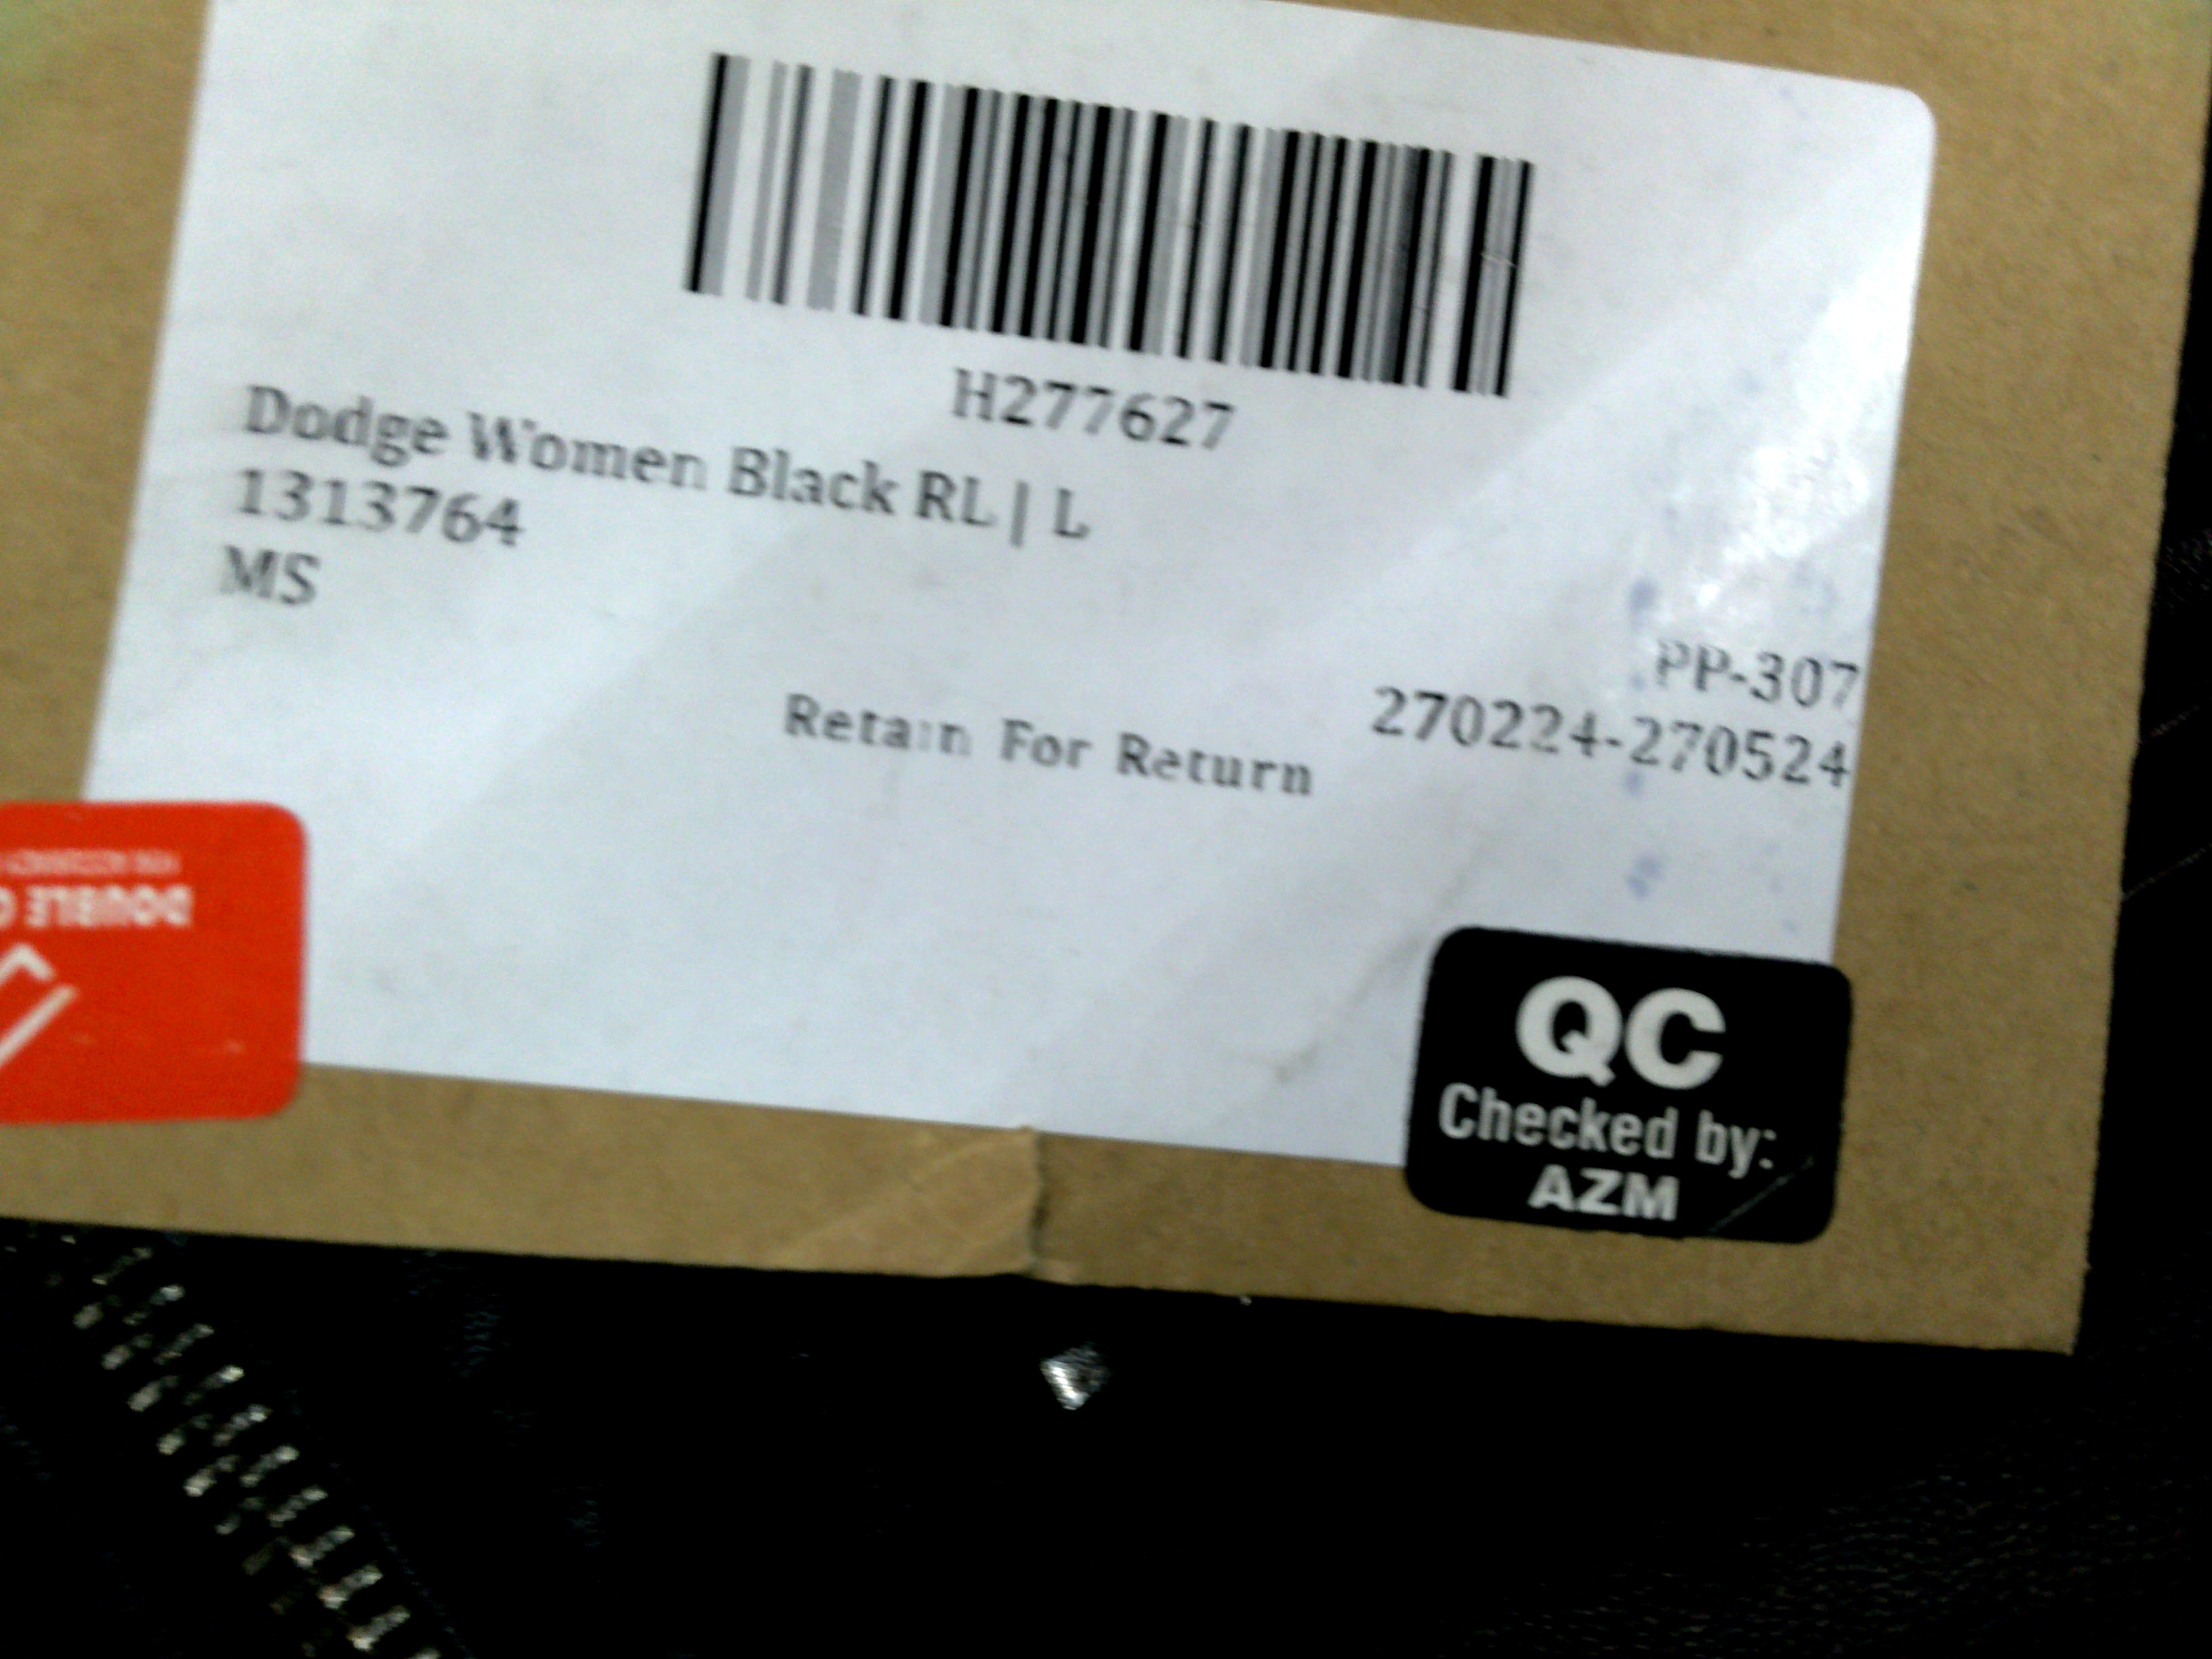 H277627
Dodge Women Black RL | L
1313764
MS
PP-307
270224-270524
Retain For Return
DOUBLE
QC
Checked by:
AZM